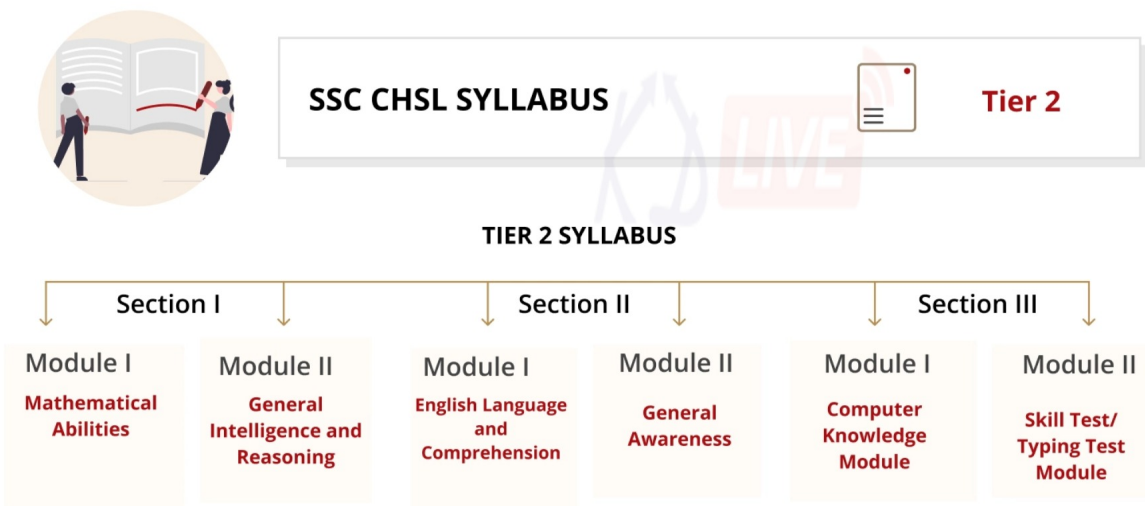 SSC CHSL SYLLABUS
Tier 2
LIVE
TIER 2 SYLLABUS
Section I
Section II
Section III
Module I
Mathematical
Abilities
Module II
General
Intelligence and
Reasoning
Module I
English Language
and
Comprehension
Module II
General
Awareness
Module I
Computer
Knowledge
Module
Module II
Skill Test/
Typing Test
Module